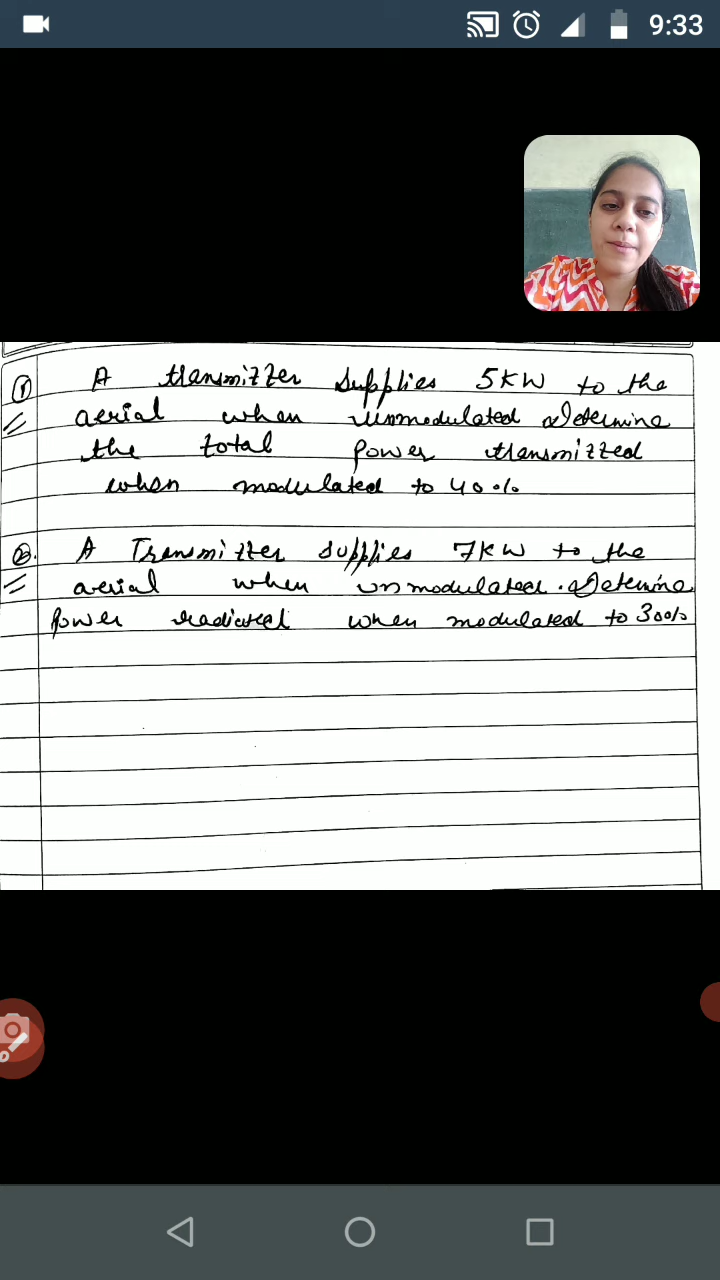 9:33
① A transmitter supplies 5KW to the
aerial when unmodulated determine
the total power transmitted
when modulated to 40%
②. A Transmitter supplies 7KW to the
aerial when unmodulated. Detemine
power radiated when modulated to 30%